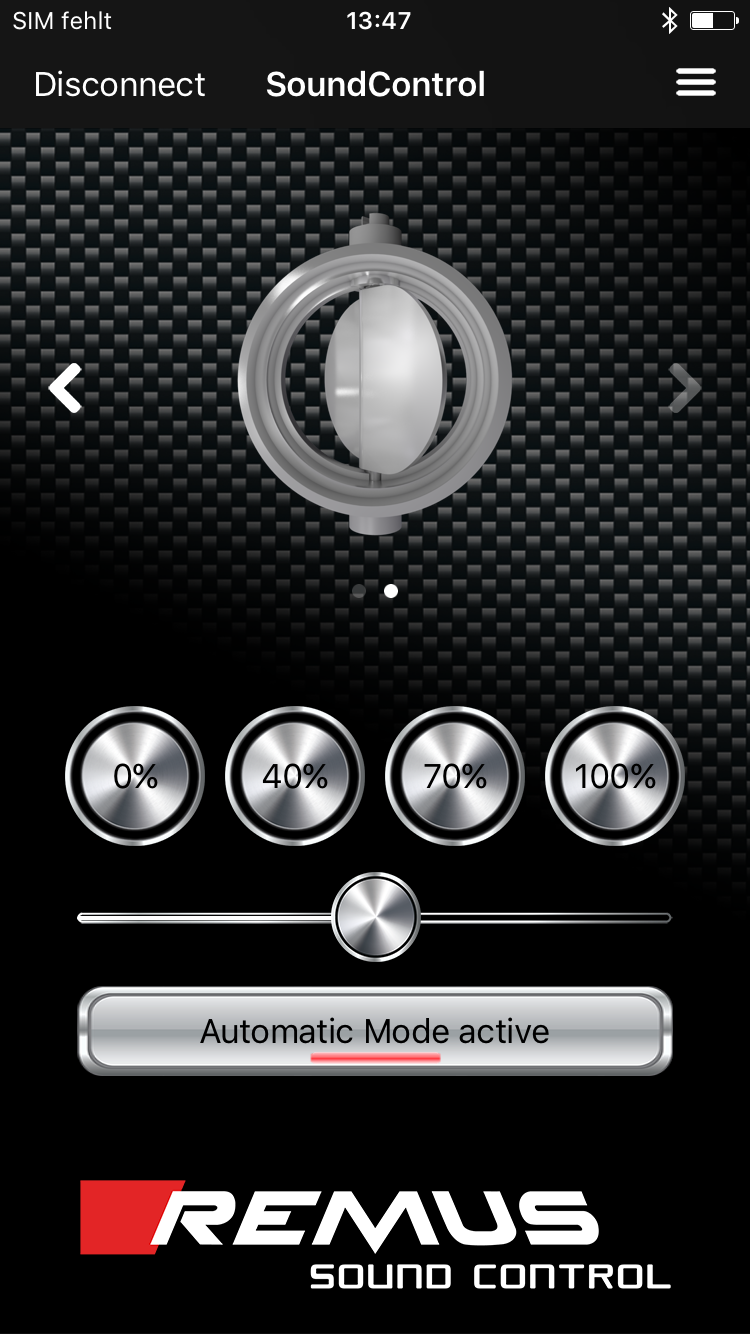 SIM fehlt 13:47
Disconnect SoundControl
0% 40% 70% 100%
Automatic Mode active
REMUS
SOUND CONTROL